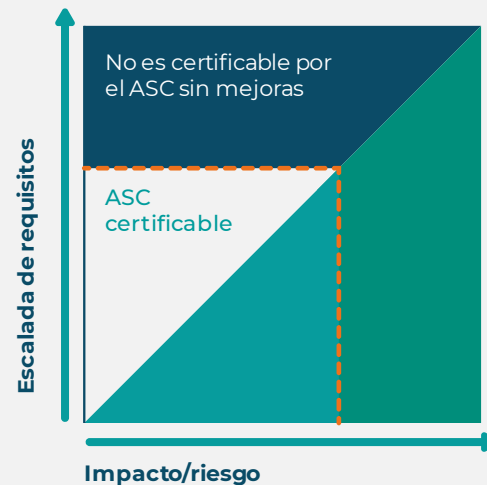 No es certificable por
el ASC sin mejoras
ASC
certificable
Escalada de requisitos
Impacto/riesgo